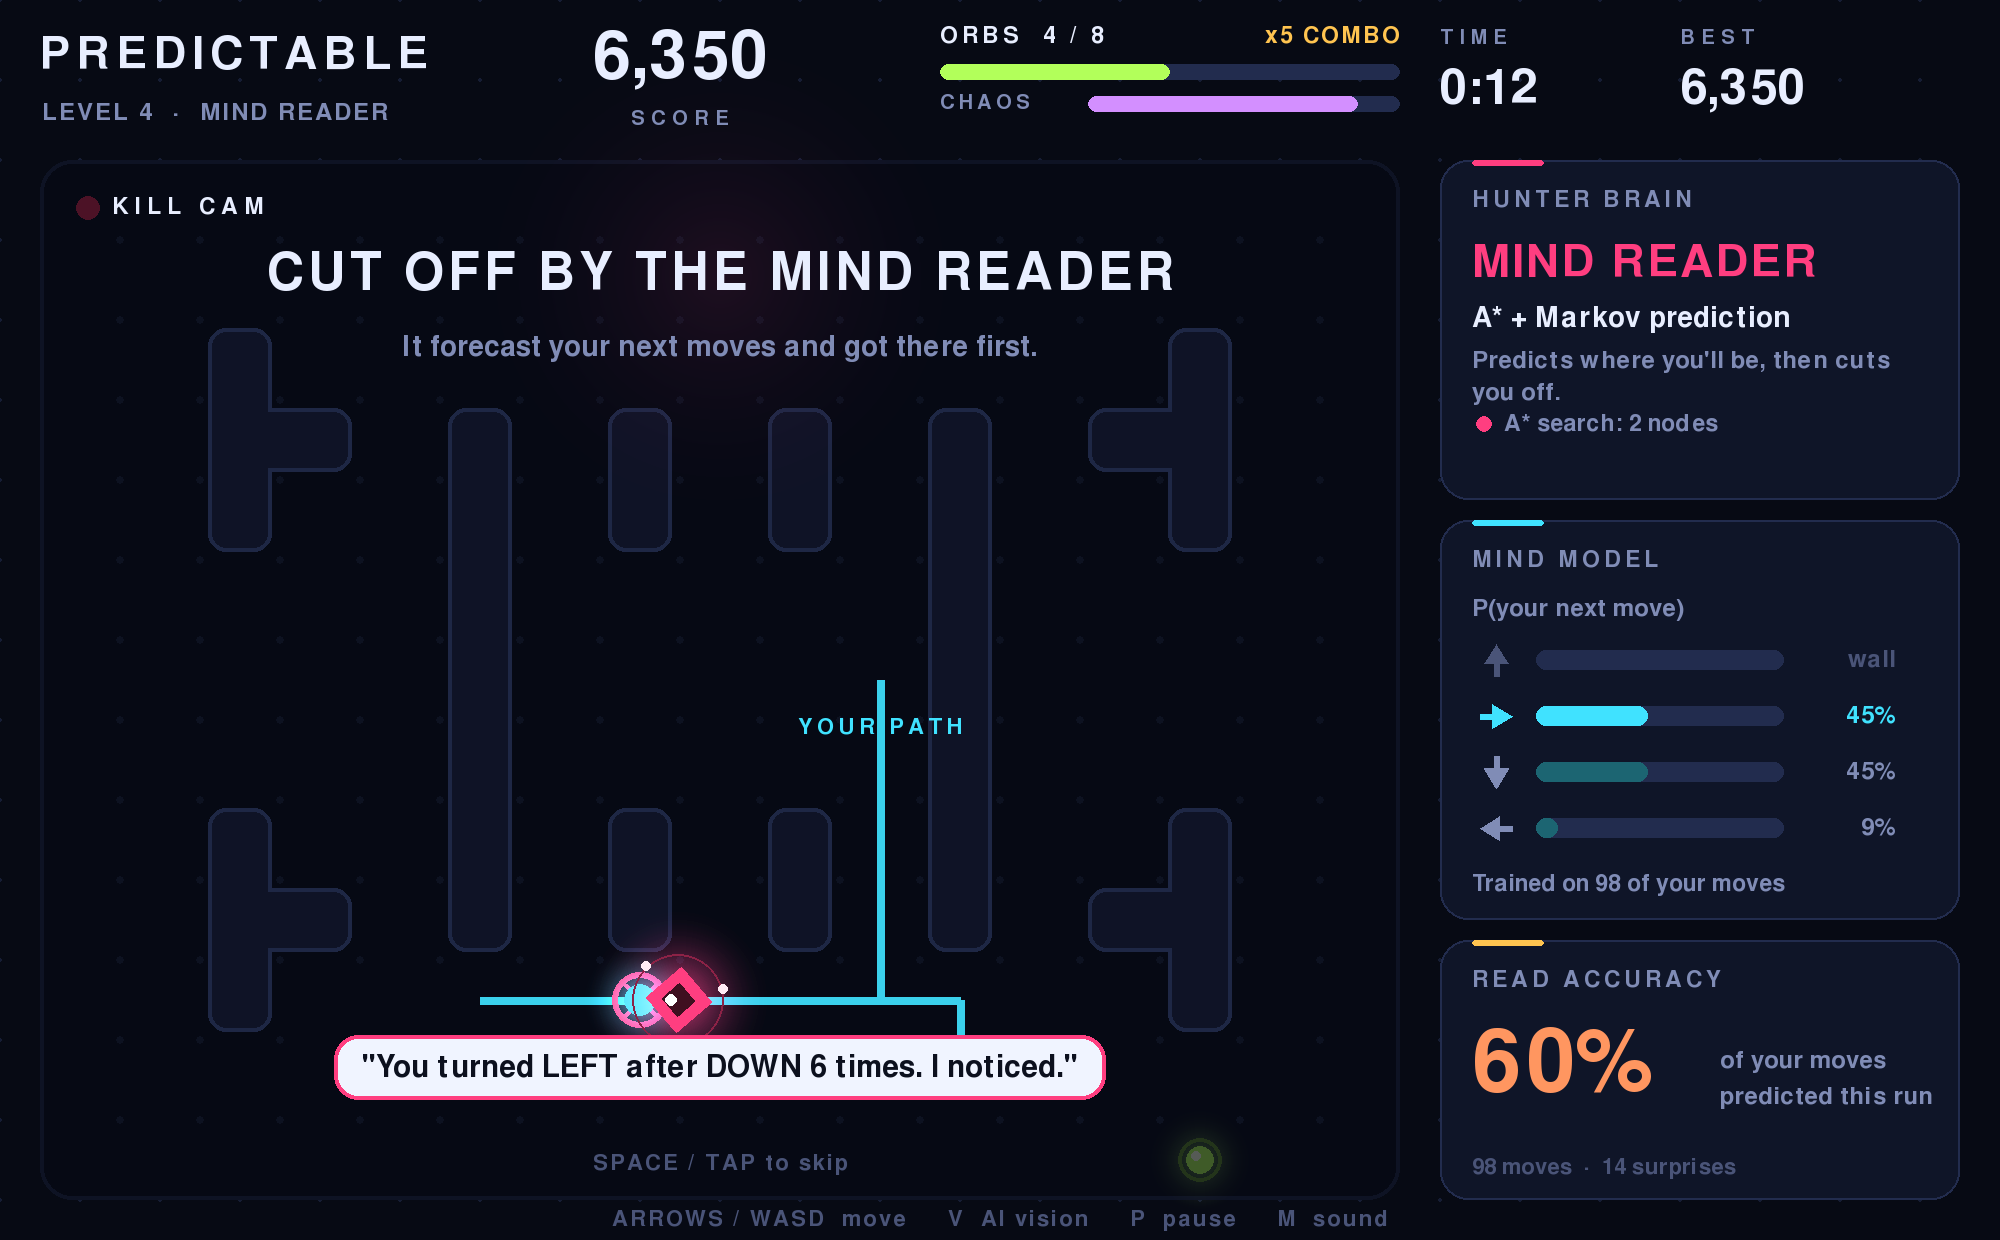 PREDICTABLE
LEVEL 4 · MIND READER
6,350
SCORE
ORBS 4 / 8
x5 COMBO
CHAOS
TIME
0:12
BEST
6,350
KILL CAM
CUT OFF BY THE MIND READER
It forecast your next moves and got there first.
YOUR PATH
"You turned LEFT after DOWN 6 times. I noticed."
SPACE / TAP to skip
HUNTER BRAIN
MIND READER
A* + Markov prediction
Predicts where you'll be, then cuts
you off.
A* search: 2 nodes
MIND MODEL
P(your next move)
wall
45%
45%
9%
Trained on 98 of your moves
READ ACCURACY
60%
of your moves
predicted this run
98 moves · 14 surprises
ARROWS / WASD move V AI vision P pause M sound